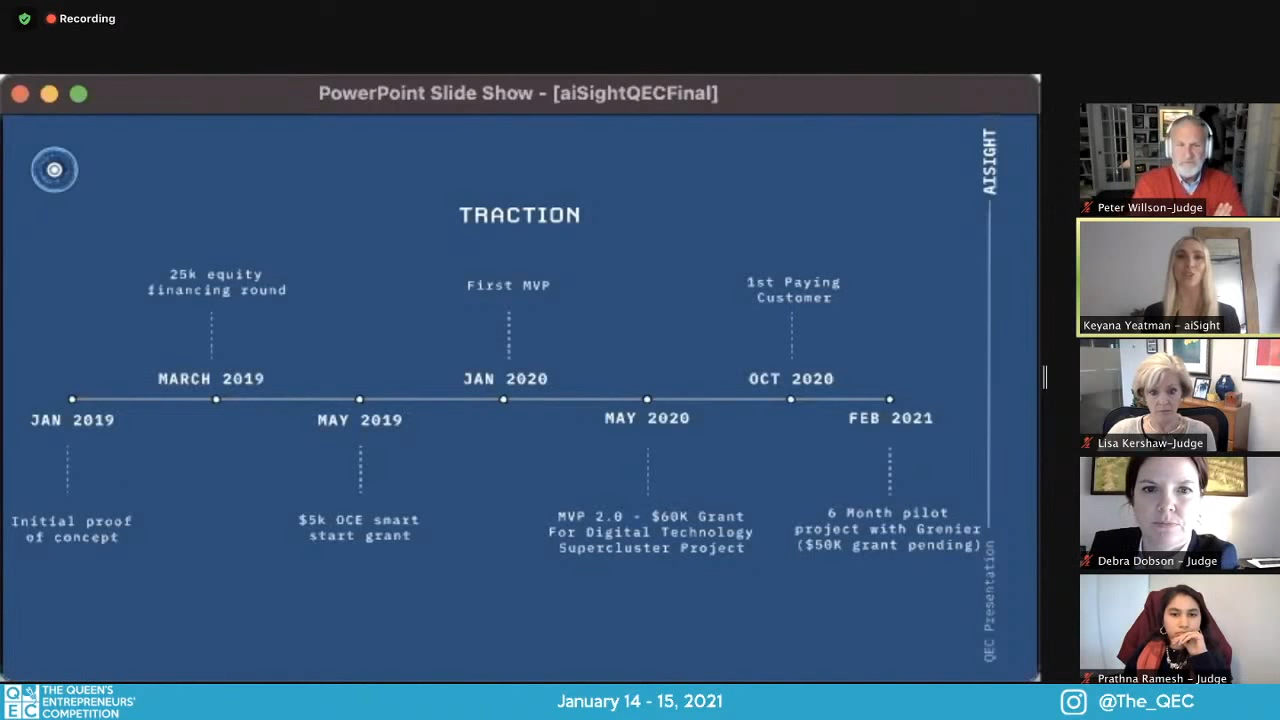 Recording
PowerPoint Slide Show - [aiSightQECFinal]
AISIGHT
TRACTION
25k equity
financing round
First MVP
1st Paying
Customer
MARCH 2019
JAN 2020
OCT 2020
JAN 2019
MAY 2019
MAY 2020
FEB 2021
Initial proof
of concept
$5k OCE smart
start grant
MVP 2.0 - $60K Grant
For Digital Technology
Supercluster Project
6 Month pilot
project with Grenier
($50K grant pending)
QEC Presentation
Peter Willson-Judge
Keyana Yeatman - aiSight
Lisa Kershaw-Judge
Debra Dobson - Judge
Prathna Ramesh - Judge
QEC
THE QUEEN'S
ENTREPRENEURS'
COMPETITION
January 14 - 15, 2021
@The_QEC